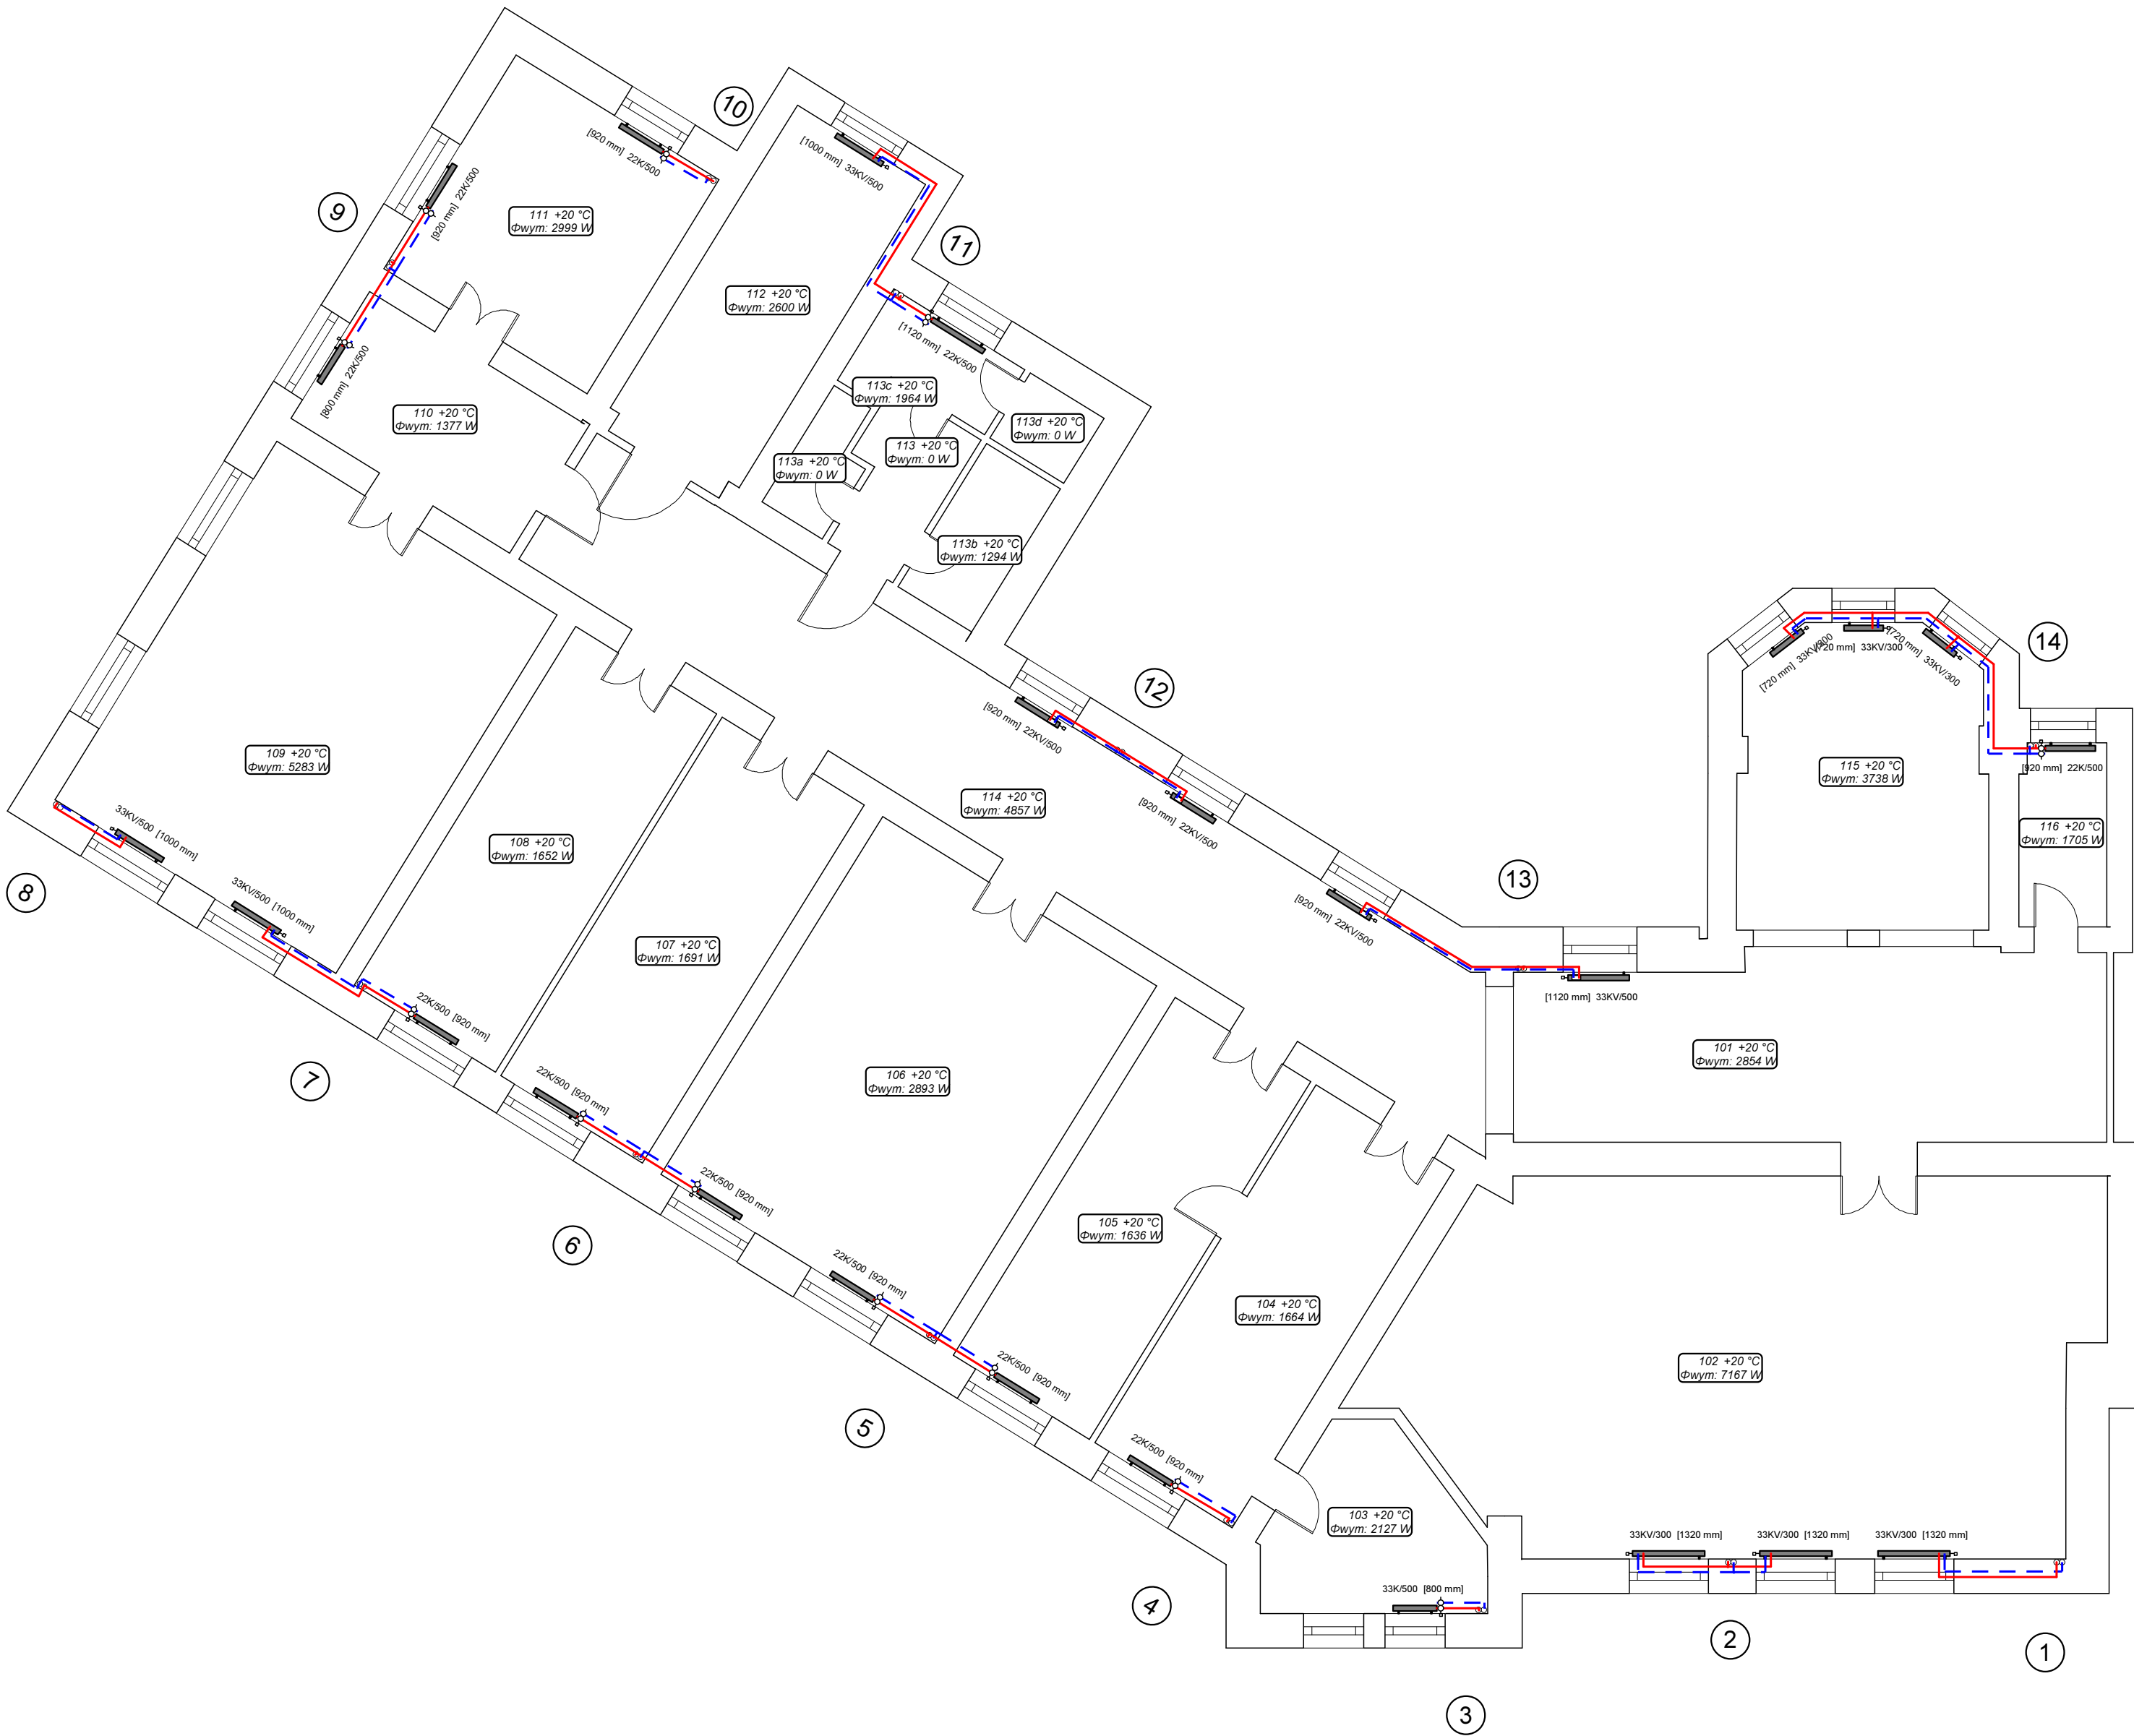 10
[920 mm]  22K/500
[1000 mm]  33KV/500
9
[920 mm]  22K/500
111  +20 °C
Φwym: 2999 W
11
112  +20 °C
Φwym: 2600 W
[1120 mm]  22K/500
[800 mm]  22K/500
110  +20 °C
Φwym: 1377 W
113c  +20 °C
Φwym: 1964 W
113d  +20 °C
Φwym: 0 W
113  +20 °C
Φwym: 0 W
113a  +20 °C
Φwym: 0 W
113b  +20 °C
Φwym: 1294 W
14
[720 mm]  33KV/300
[720 mm]  33KV/300
[720 mm]  33KV/300
12
[920 mm]  22KV/500
109  +20 °C
Φwym: 5283 W
[920 mm]  22K/500
115  +20 °C
Φwym: 3738 W
114  +20 °C
Φwym: 4857 W
[920 mm]  22KV/500
33KV/500  [1000 mm]
108  +20 °C
Φwym: 1652 W
116  +20 °C
Φwym: 1705 W
8
33KV/500  [1000 mm]
13
[920 mm]  22KV/500
107  +20 °C
Φwym: 1691 W
[1120 mm]  33KV/500
22K/500  [920 mm]
101  +20 °C
Φwym: 2854 W
7
22K/500  [920 mm]
106  +20 °C
Φwym: 2893 W
22K/500  [920 mm]
6
105  +20 °C
Φwym: 1636 W
22K/500  [920 mm]
104  +20 °C
Φwym: 1664 W
102  +20 °C
Φwym: 7167 W
22K/500  [920 mm]
5
22K/500  [920 mm]
103  +20 °C
Φwym: 2127 W
33KV/300  [1320 mm]
33KV/300  [1320 mm]
33KV/300  [1320 mm]
33K/500  [800 mm]
4
2
1
3